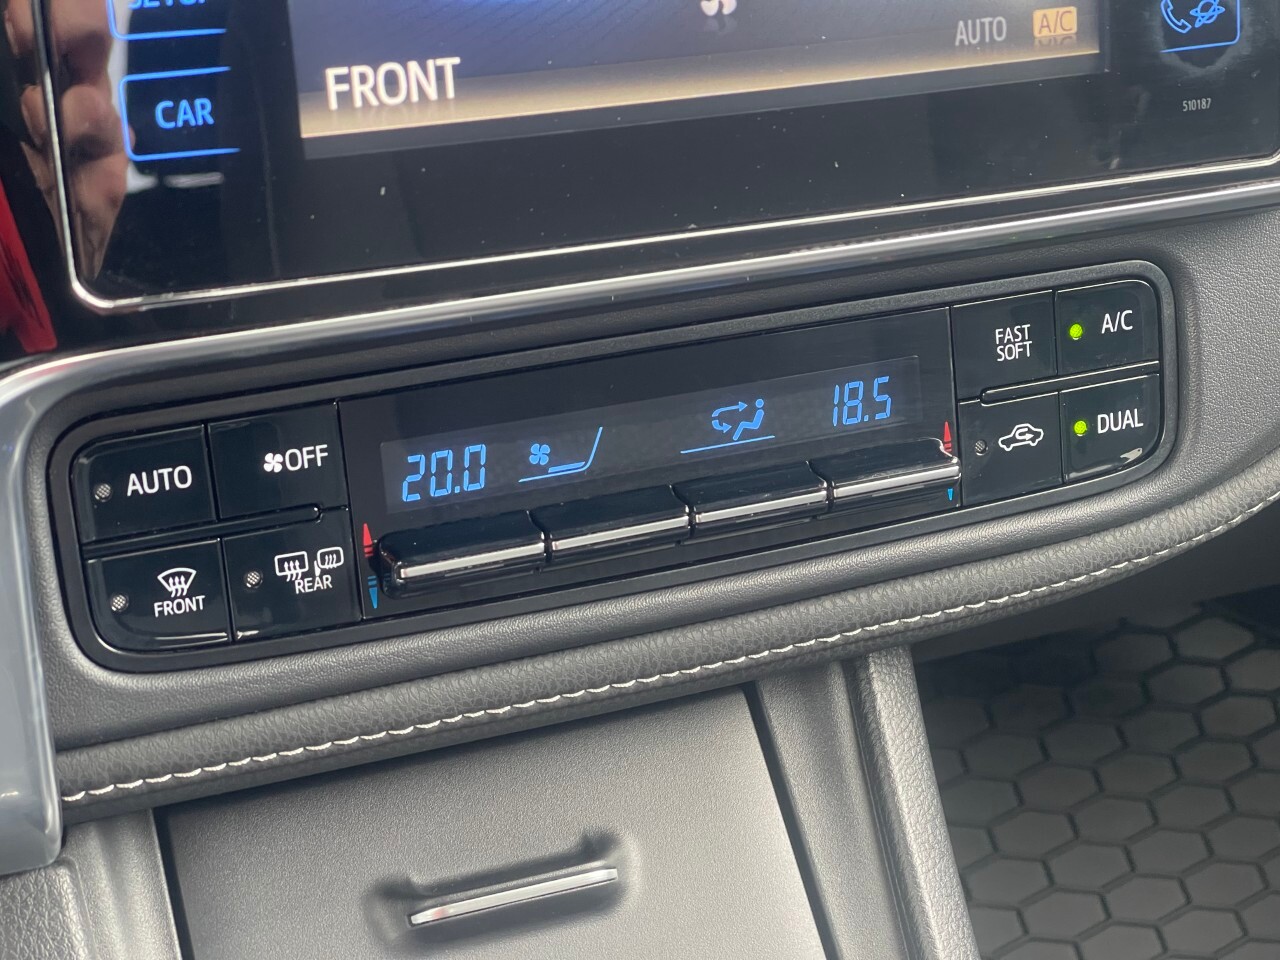 CAR
FRONT
AUTO A/C
510187
20.0
18.5
FAST
SOFT
A/C
AUTO
OFF
DUAL
FRONT
REAR